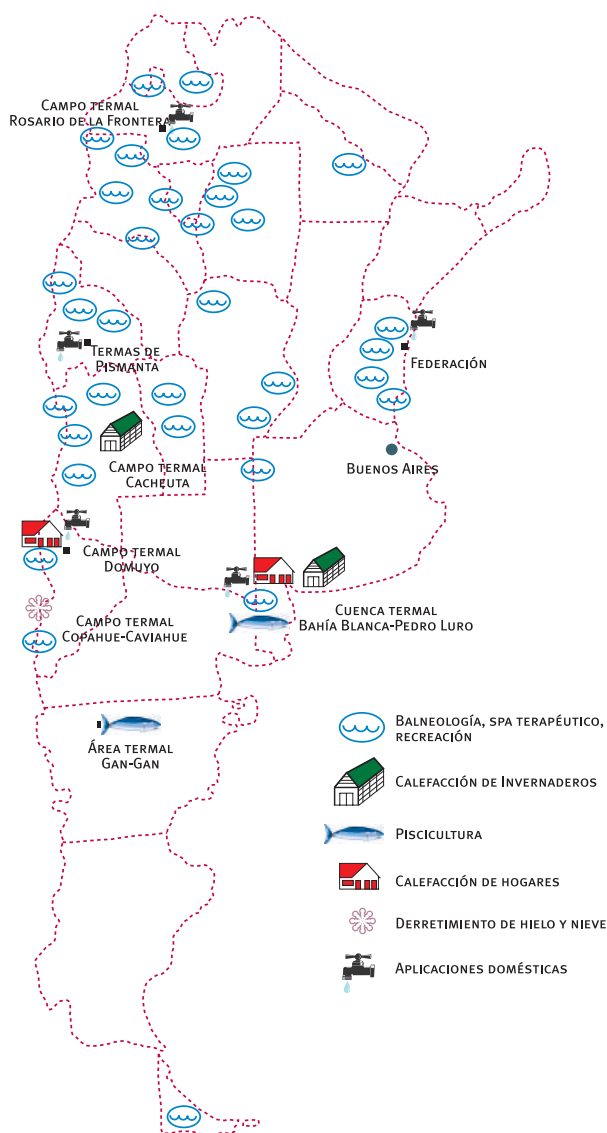 Campo termal
Rosario de la Frontera
Termas de
Pismanta
Federación
Campo termal
Cacheuta
Buenos Aires
Campo termal
Domuyo
Cuenca termal
Bahía Blanca-Pedro Luro
Campo termal
Copahue-Caviahue
Área termal
Gan-Gan
Balneología, spa terapéutico,
recreación
Calefacción de Invernaderos
Piscicultura
Calefacción de hogares
Derretimiento de hielo y nieve
Aplicaciones domésticas